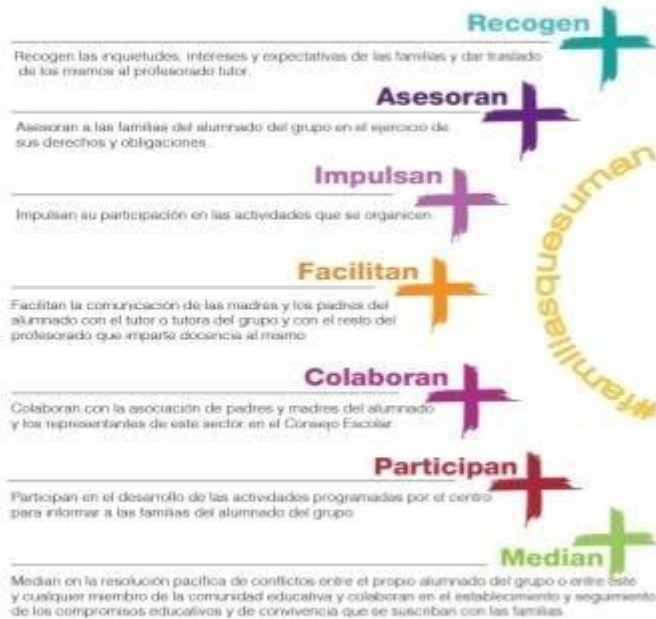 Recogen
Recogen las inquietudes, intereses y expectativas de las familias y dar traslado
de los mismos al profesorado tutor.
Asesoran
Asesoran a las familias del alumnado del grupo en el ejercicio de
sus derechos y obligaciones
Impulsan
Impulsan su participación en las actividades que se organicen
Facilitan
Facilitan la comunicación de las madres y los padres del
alumnado con el tutor o tutora del grupo y con el resto del
profesorado que imparte docencia al mismo
Colaboran
Colaboran con la asociación de padres y madres del alumnado
y los representantes de este sector en el Consejo Escolar
Participan
Participan en el desarrollo de las actividades programadas por el centro
para informar a las familias del alumnado del grupo
Median
Median en la resolución pacífica de conflictos entre el propio alumnado del grupo o entre éste
y cualquier miembro de la comunidad educativa y colaboran en el establecimiento y seguimiento
de los compromisos educativos y de convivencia que se suscriban con las familias
#familiasquesuman